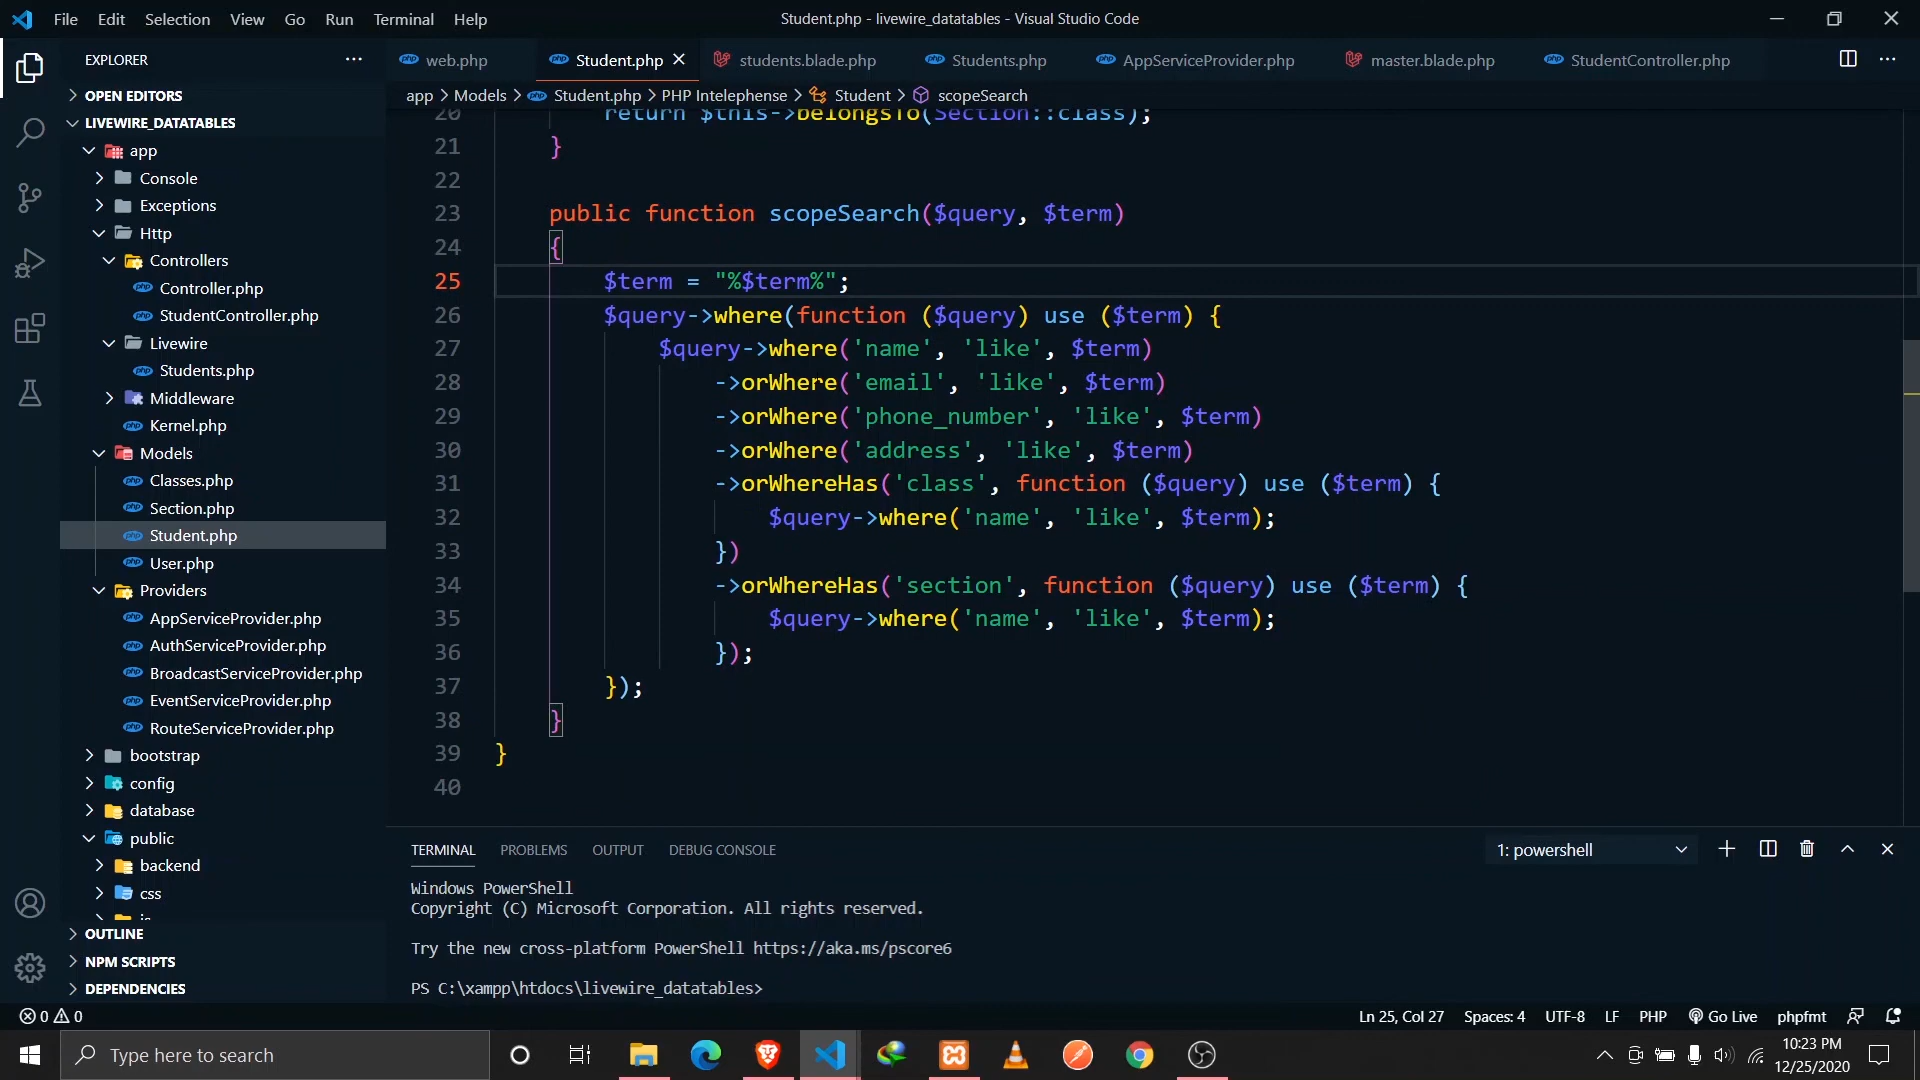 File Edit Selection View Go Run Terminal Help
Student.php - livewire_datatables - Visual Studio Code
EXPLORER
web.php Student.php students.blade.php Students.php AppServiceProvider.php master.blade.php StudentController.php
OPEN EDITORS
app > Models > Student.php > PHP Intelephense > Student > scopeSearch
LIVEWIRE_DATATABLES
app
Console
Exceptions
Http
Controllers
Controller.php
StudentController.php
Livewire
Students.php
Middleware
Kernel.php
Models
Classes.php
Section.php
Student.php
User.php
Providers
AppServiceProvider.php
AuthServiceProvider.php
BroadcastServiceProvider.php
EventServiceProvider.php
RouteServiceProvider.php
bootstrap
config
database
public
backend
css
js
OUTLINE
NPM SCRIPTS
DEPENDENCIES
20 return $this->belongsTo(Section::class);
21 }
22
23 public function scopeSearch($query, $term)
24 {
25 $term = "%$term%";
26 $query->where(function ($query) use ($term) {
27 $query->where('name', 'like', $term)
28 ->orWhere('email', 'like', $term)
29 ->orWhere('phone_number', 'like', $term)
30 ->orWhere('address', 'like', $term)
31 ->orWhereHas('class', function ($query) use ($term) {
32 $query->where('name', 'like', $term);
33 })
34 ->orWhereHas('section', function ($query) use ($term) {
35 $query->where('name', 'like', $term);
36 });
37 });
38 }
39 }
40
TERMINAL PROBLEMS OUTPUT DEBUG CONSOLE
1: powershell
Windows PowerShell
Copyright (C) Microsoft Corporation. All rights reserved.
Try the new cross-platform PowerShell https://aka.ms/pscore6
PS C:\xampp\htdocs\livewire_datatables>
0 0
Ln 25, Col 27 Spaces: 4 UTF-8 LF PHP Go Live phpfmt
Type here to search
10:23 PM
12/25/2020